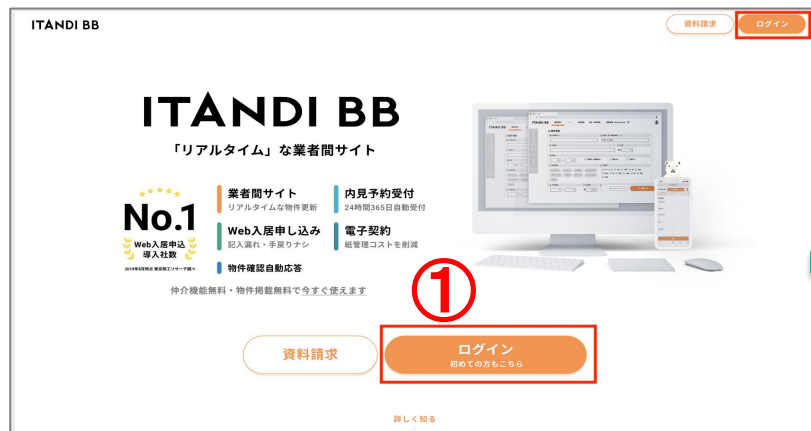 ITANDI BB
資料請求
ログイン
ITANDI BB
「リアルタイム」な業者間サイト
No.1
Web入居申込
導入社数
業者間サイト
リアルタイムな物件更新
内見予約受付
24時間365日自動受付
Web入居申し込み
記入漏れ・手戻りナシ
電子契約
紙管理コストを削減
物件確認自動応答
仲介機能無料・物件掲載無料で今すぐ使えます
①
資料請求
ログイン
初めての方もこちら
詳しく知る